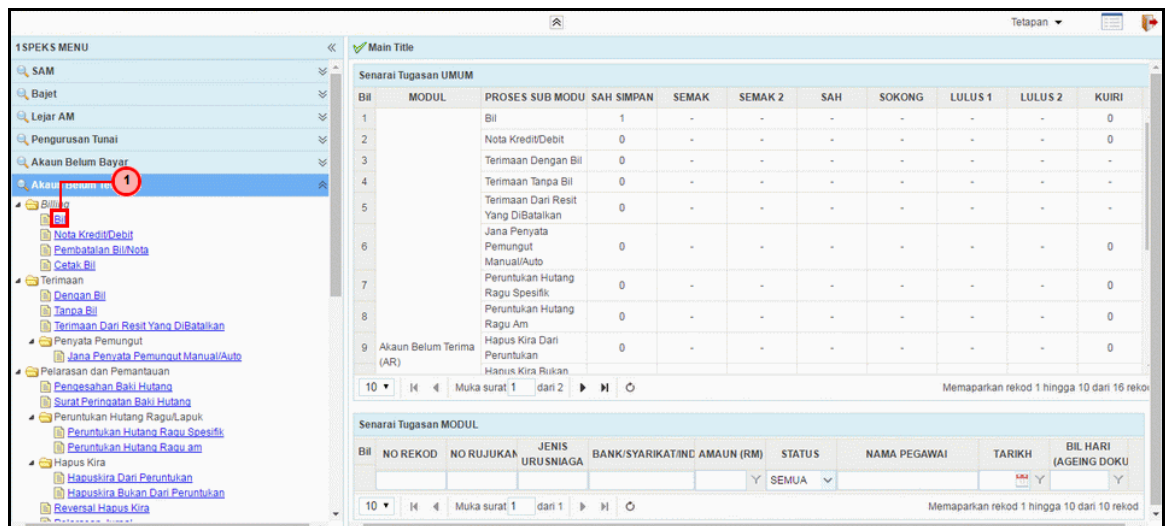 Tetapan
1SPEKS MENU
SAM
Bajet
Lejar AM
Pengurusan Tunai
Akaun Belum Bayar
Akaun Belum
1
Billing
Bil
Nota Kredit/Debit
Pembatalan Bil/Nota
Cetak Bil
Terimaan
Dengan Bil
Tanpa Bil
Terimaan Dari Resit Yang DiBatalkan
Penyata Pemungut
Jana Penyata Pemungut Manual/Auto
Pelarasan dan Pemantauan
Pengesahan Baki Hutang
Surat Peringatan Baki Hutang
Peruntukan Hutang Ragu/Lapuk
Peruntukan Hutang Ragu Spesifik
Peruntukan Hutang Ragu am
Hapus Kira
Hapuskira Dari Peruntukan
Hapuskira Bukan Dari Peruntukan
Reversal Hapus Kira
Pelarasan Jurnal
Main Title
Senarai Tugasan UMUM
Bil MODUL PROSES SUB MODU SAH SIMPAN SEMAK SEMAK 2 SAH SOKONG LULUS 1 LULUS 2 KUIRI
1 Bil 1 - - - - - - 0
2 Nota Kredit/Debit 0 - - - - - - 0
3 Terimaan Dengan Bil 0 - - - - - - -
4 Terimaan Tanpa Bil 0 - - - - - - -
5 Terimaan Dari Resit Yang DiBatalkan 0 - - - - - - -
6 Jana Penyata Pemungut Manual/Auto 0 - - - - - - 0
7 Peruntukan Hutang Ragu Spesifik 0 - - - - - - 0
8 Peruntukan Hutang Ragu Am 0 - - - - - - 0
9 Akaun Belum Terima (AR) Hapus Kira Dari Peruntukan 0 - - - - - - 0
Hapus Kira Bukan
10 Muka surat 1 dari 2 Memaparkan rekod 1 hingga 10 dari 16 reko
Senarai Tugasan MODUL
Bil NO REKOD NO RUJUKAN JENIS URUSNIAGA BANK/SYARIKAT/IND AMAUN (RM) STATUS NAMA PEGAWAI TARIKH BIL HARI (AGEING DOKU
SEMUA
10 Muka surat 1 dari 1 Memaparkan rekod 1 hingga 10 dari 10 rekod